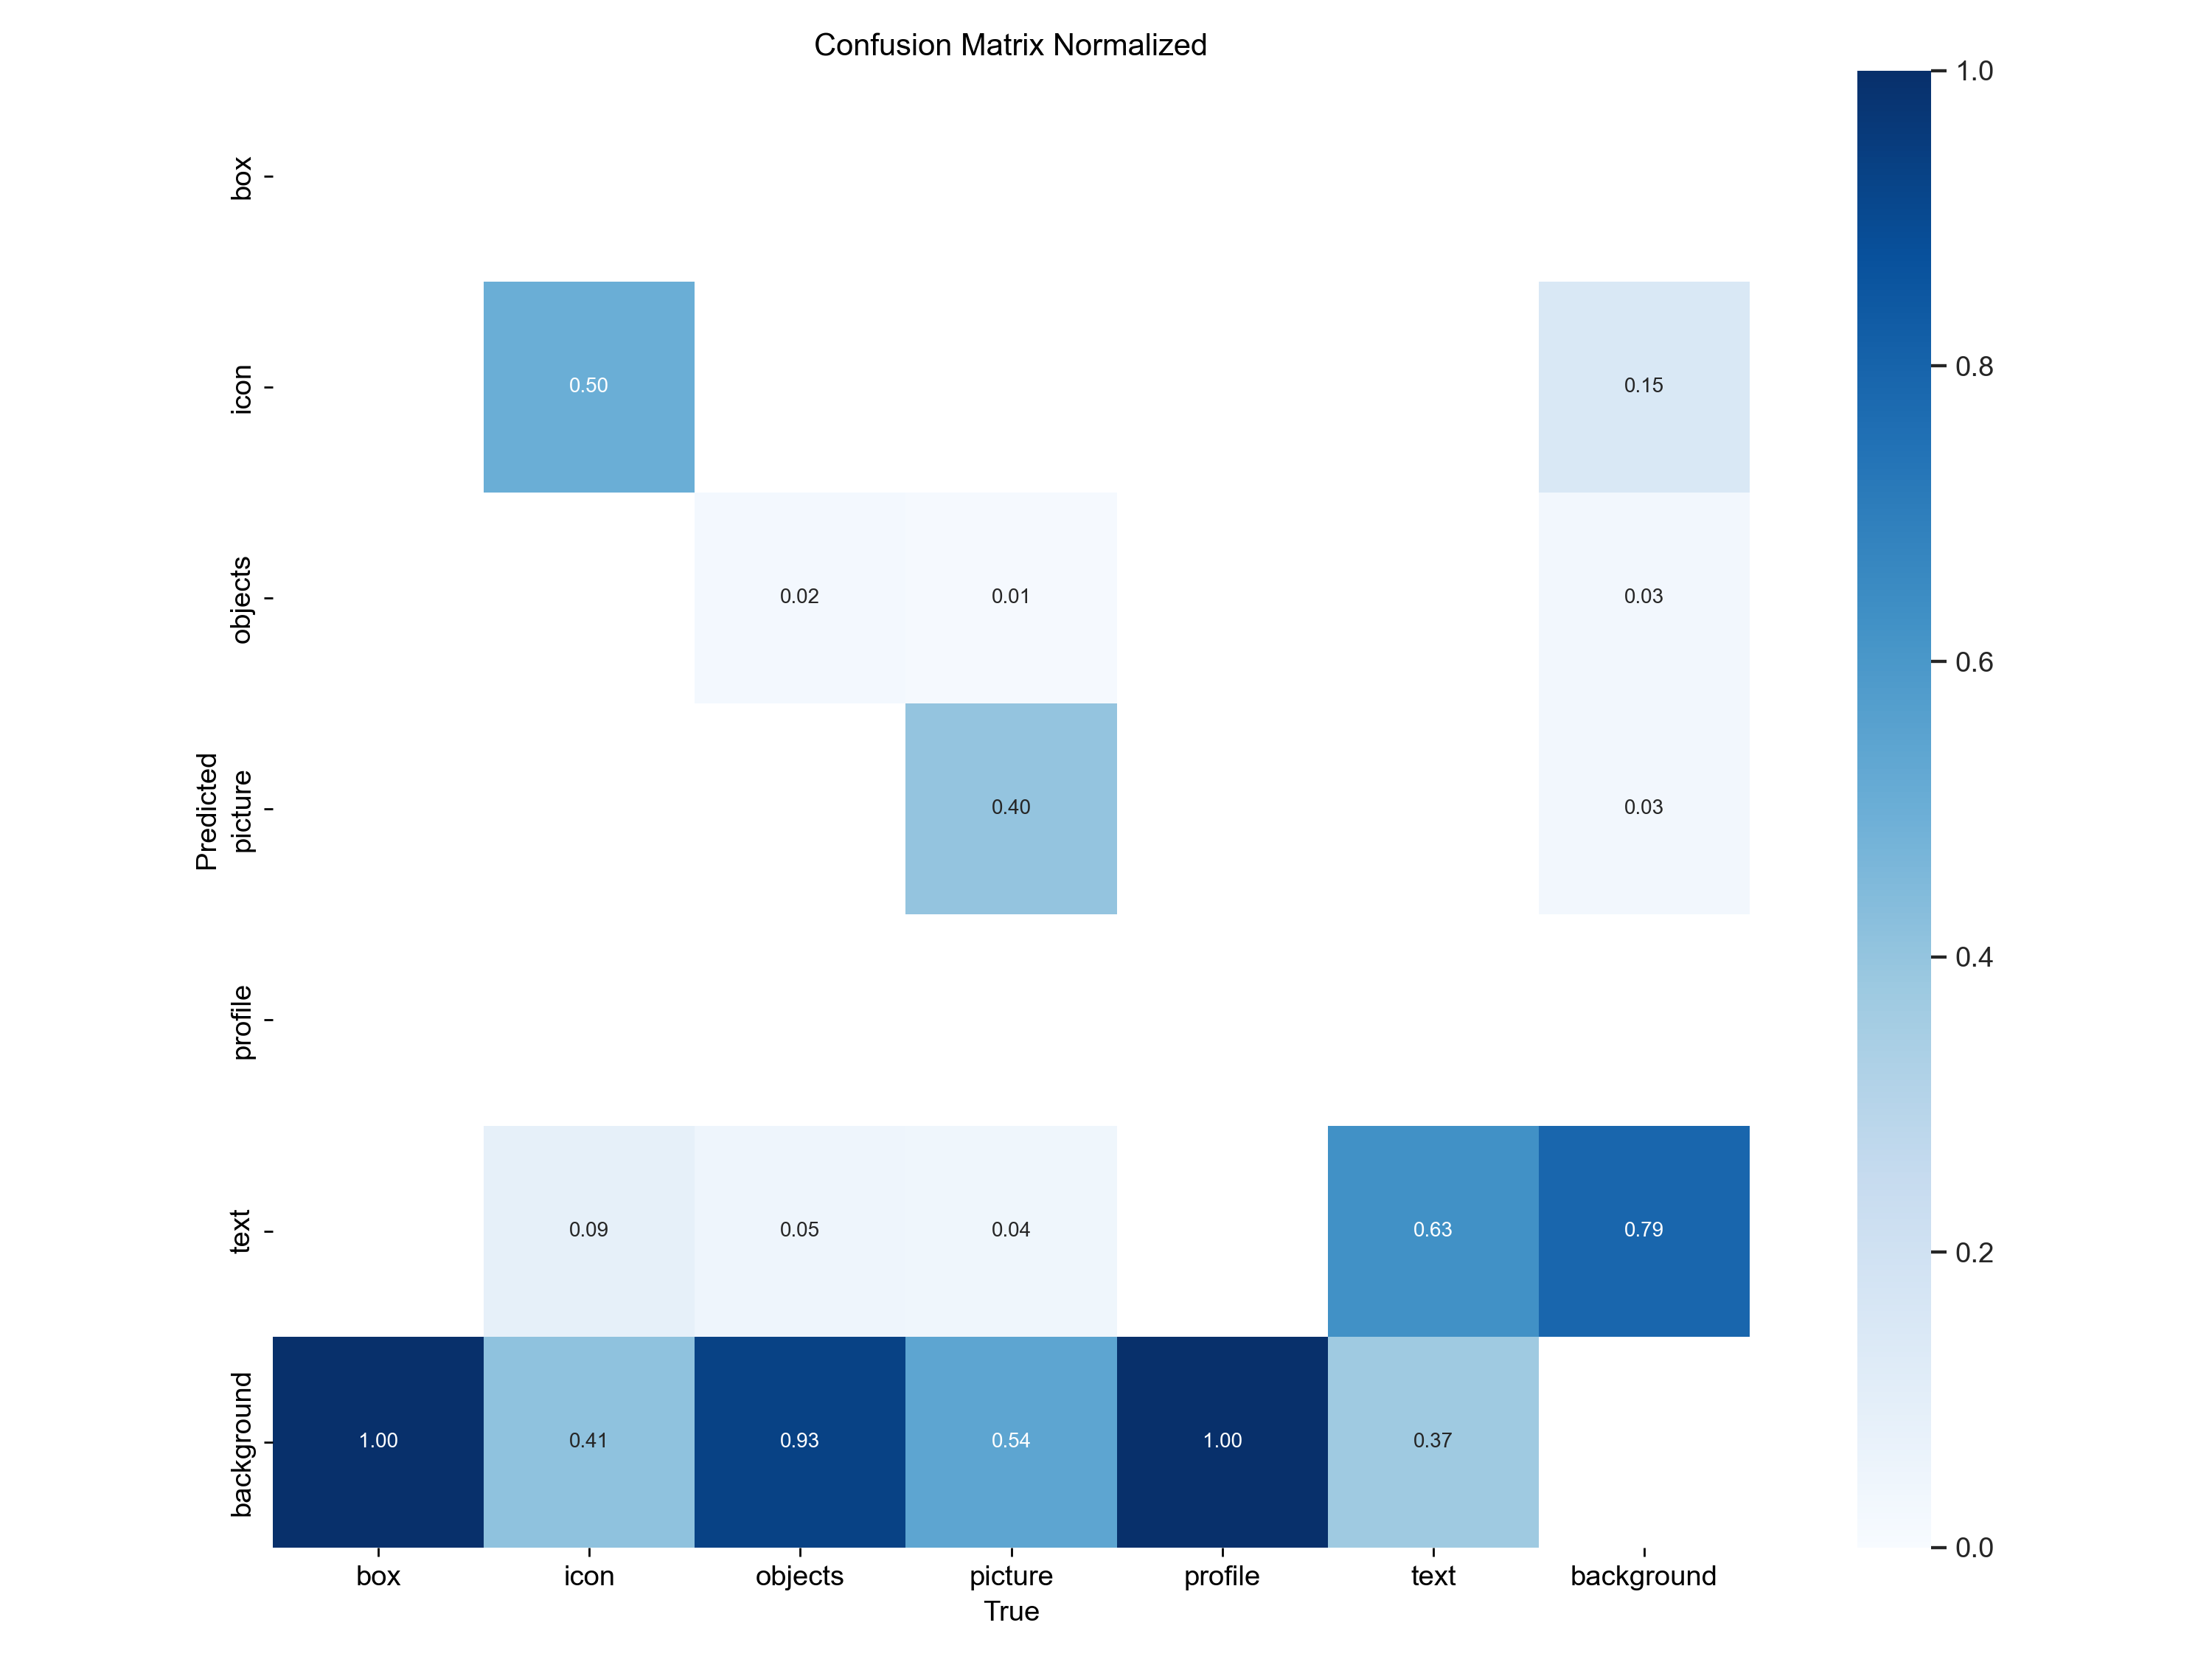 Confusion Matrix Normalized
1.0
box
icon
0.50
0.15
0.8
objects
0.02
0.01
0.03
0.6
Predicted
picture
0.40
0.03
0.4
profile
text
0.09
0.05
0.04
0.63
0.79
0.2
background
1.00
0.41
0.93
0.54
1.00
0.37
0.0
box icon objects picture profile text background
True